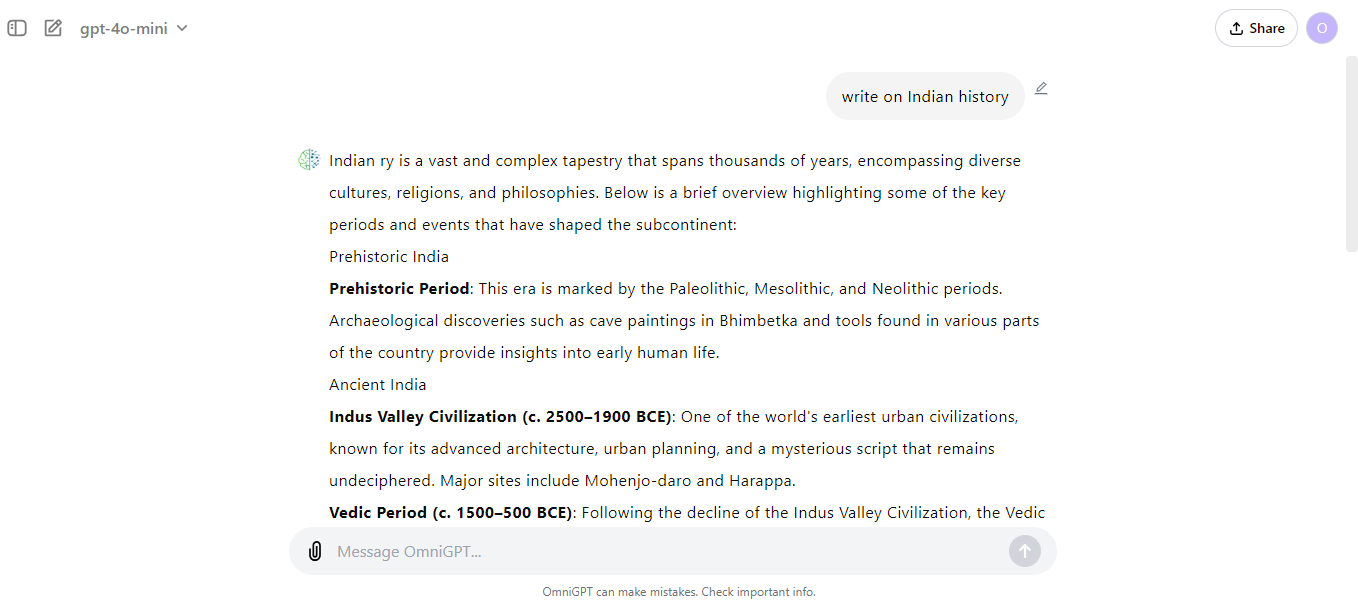 gpt-4o-mini
Share
O
write on Indian history
Indian ry is a vast and complex tapestry that spans thousands of years, encompassing diverse
cultures, religions, and philosophies. Below is a brief overview highlighting some of the key
periods and events that have shaped the subcontinent:
Prehistoric India
Prehistoric Period: This era is marked by the Paleolithic, Mesolithic, and Neolithic periods.
Archaeological discoveries such as cave paintings in Bhimbetka and tools found in various parts
of the country provide insights into early human life.
Ancient India
Indus Valley Civilization (c. 2500–1900 BCE): One of the world's earliest urban civilizations,
known for its advanced architecture, urban planning, and a mysterious script that remains
undeciphered. Major sites include Mohenjo-daro and Harappa.
Vedic Period (c. 1500–500 BCE): Following the decline of the Indus Valley Civilization, the Vedic
Message OmniGPT...
OmniGPT can make mistakes. Check important info.